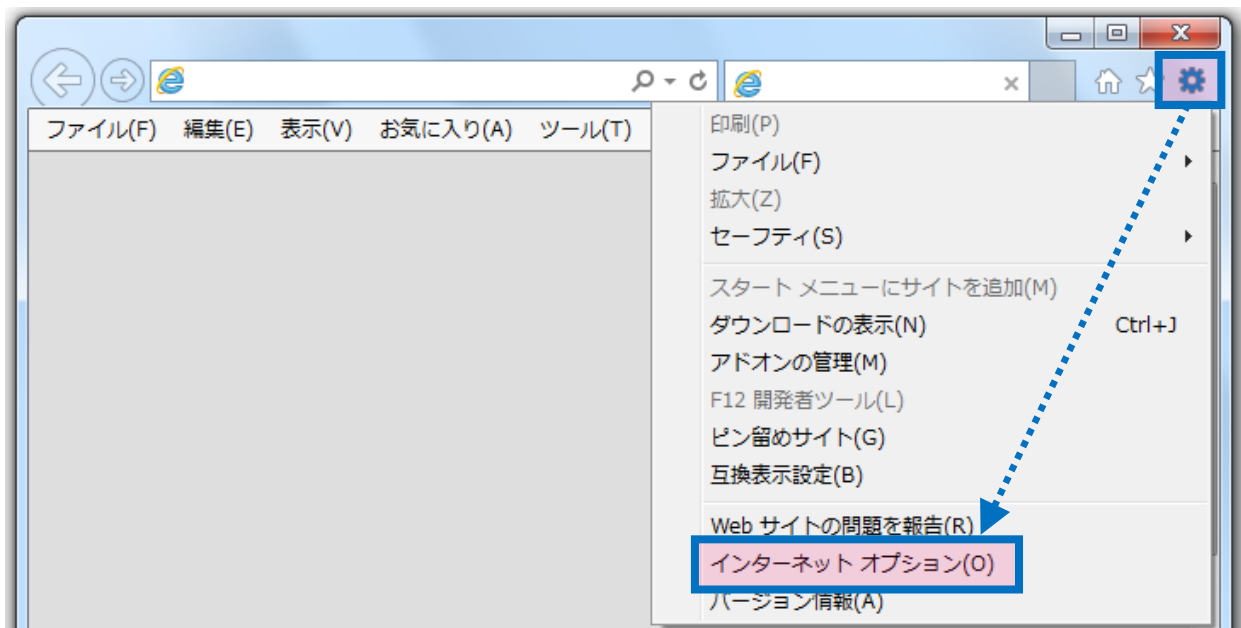 ファイル(F) 編集(E) 表示(V) お気に入り(A) ツール(T)
印刷(P)
ファイル(F)
拡大(Z)
セーフティ(S)
スタート メニューにサイトを追加(M)
ダウンロードの表示(N) Ctrl+J
アドオンの管理(M)
F12 開発者ツール(L)
ピン留めサイト(G)
互換表示設定(B)
Web サイトの問題を報告(R)
インターネット オプション(O)
バージョン情報(A)